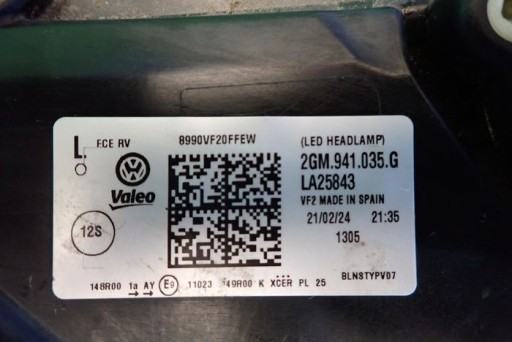 L FCE RV 8990VF20FFEW (LED HEADLAMP)
2GM.941.035.G
Valeo LA25843
VF2 MADE IN SPAIN
12S 21/02/24 21:35
1305
148R00 1a AY E9 11023 149R00 K XCER PL 25 BLNSTYPV07